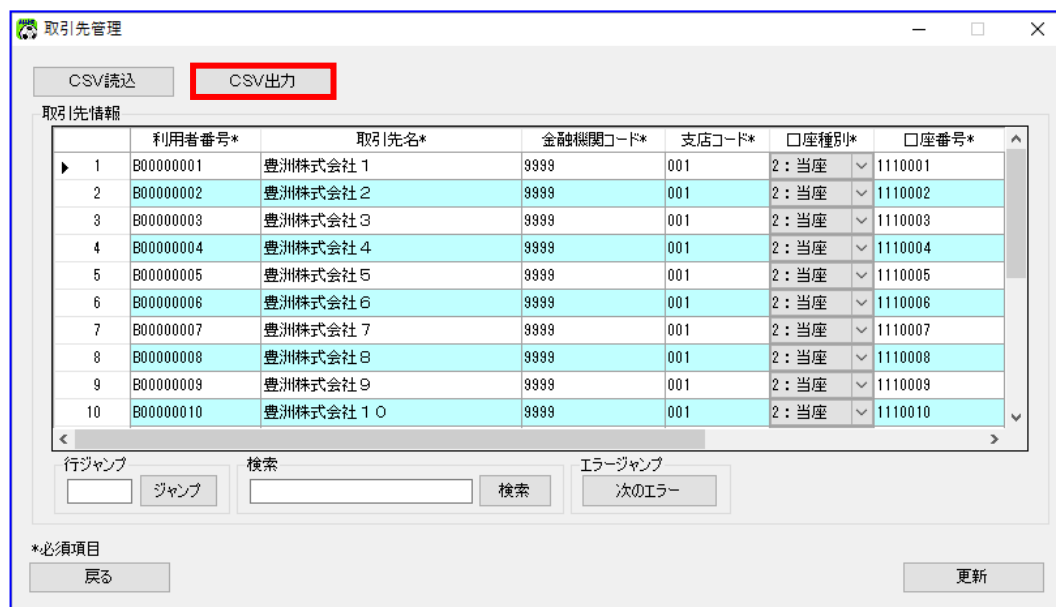 取引先管理
CSV読込 CSV出力
取引先情報
利用者番号* 取引先名* 金融機関コード* 支店コード* 口座種別* 口座番号*
1 B00000001 豊洲株式会社1 9999 001 2:当座 1110001
2 B00000002 豊洲株式会社2 9999 001 2:当座 1110002
3 B00000003 豊洲株式会社3 9999 001 2:当座 1110003
4 B00000004 豊洲株式会社4 9999 001 2:当座 1110004
5 B00000005 豊洲株式会社5 9999 001 2:当座 1110005
6 B00000006 豊洲株式会社6 9999 001 2:当座 1110006
7 B00000007 豊洲株式会社7 9999 001 2:当座 1110007
8 B00000008 豊洲株式会社8 9999 001 2:当座 1110008
9 B00000009 豊洲株式会社9 9999 001 2:当座 1110009
10 B00000010 豊洲株式会社10 9999 001 2:当座 1110010
行ジャンプ 検索 エラージャンプ
ジャンプ 検索 次のエラー
*必須項目
戻る 更新